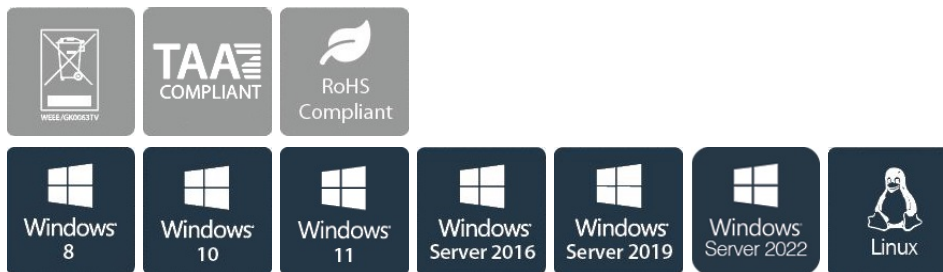 WEEE/GK0083TV
TAA
COMPLIANT
RoHS
Compliant
Windows
8
Windows
10
Windows
11
Windows
Server 2016
Windows
Server 2019
Windows
Server 2022
Linux